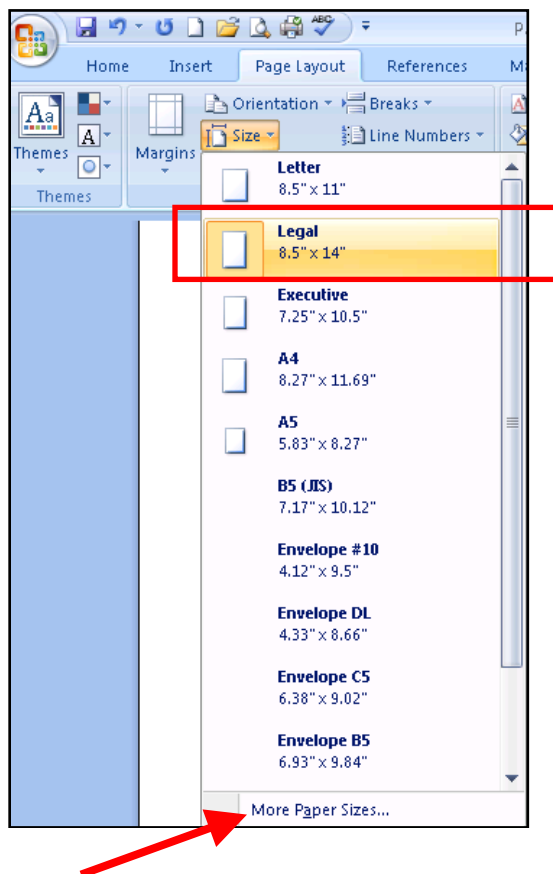 ABC
P
Home Insert Page Layout References M
Aa Orientation Breaks A
A Size Line Numbers
Themes Margins
Themes
Letter
8.5" x 11"
Legal
8.5" x 14"
Executive
7.25" x 10.5"
A4
8.27" x 11.69"
A5
5.83" x 8.27"
B5 (JIS)
7.17" x 10.12"
Envelope #10
4.12" x 9.5"
Envelope DL
4.33" x 8.66"
Envelope C5
6.38" x 9.02"
Envelope B5
6.93" x 9.84"
More Paper Sizes...